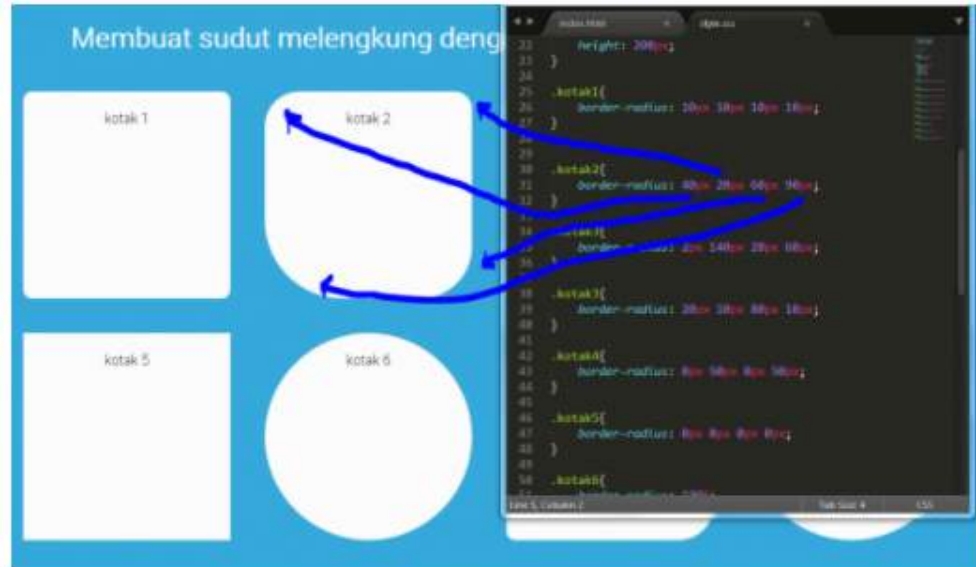 Membuat sudut melengkung deng
kotak 1
kotak 2
kotak 5
kotak 6
index.html
style.css
22 height: 200px;
23 }
24
25 .kotak1{
26 border-radius: 10px 10px 10px 10px;
27 }
29
30 .kotak2{
31 border-radius: 40px 20px 60px 90px;
32 }
34 .kotak3{
35 border-radius: 2px 140px 20px 60px;
36 }
38 .kotak3{
39 border-radius: 20px 10px 80px 10px;
40 }
41
42 .kotak4{
43 border-radius: 0px 50px 0px 50px;
44 }
45
46 .kotak5{
47 border-radius: 0px 0px 0px 0px;
48 }
49
50 .kotak6{
border-radius:
Line 5, Column 2
Tab Size: 4
CSS